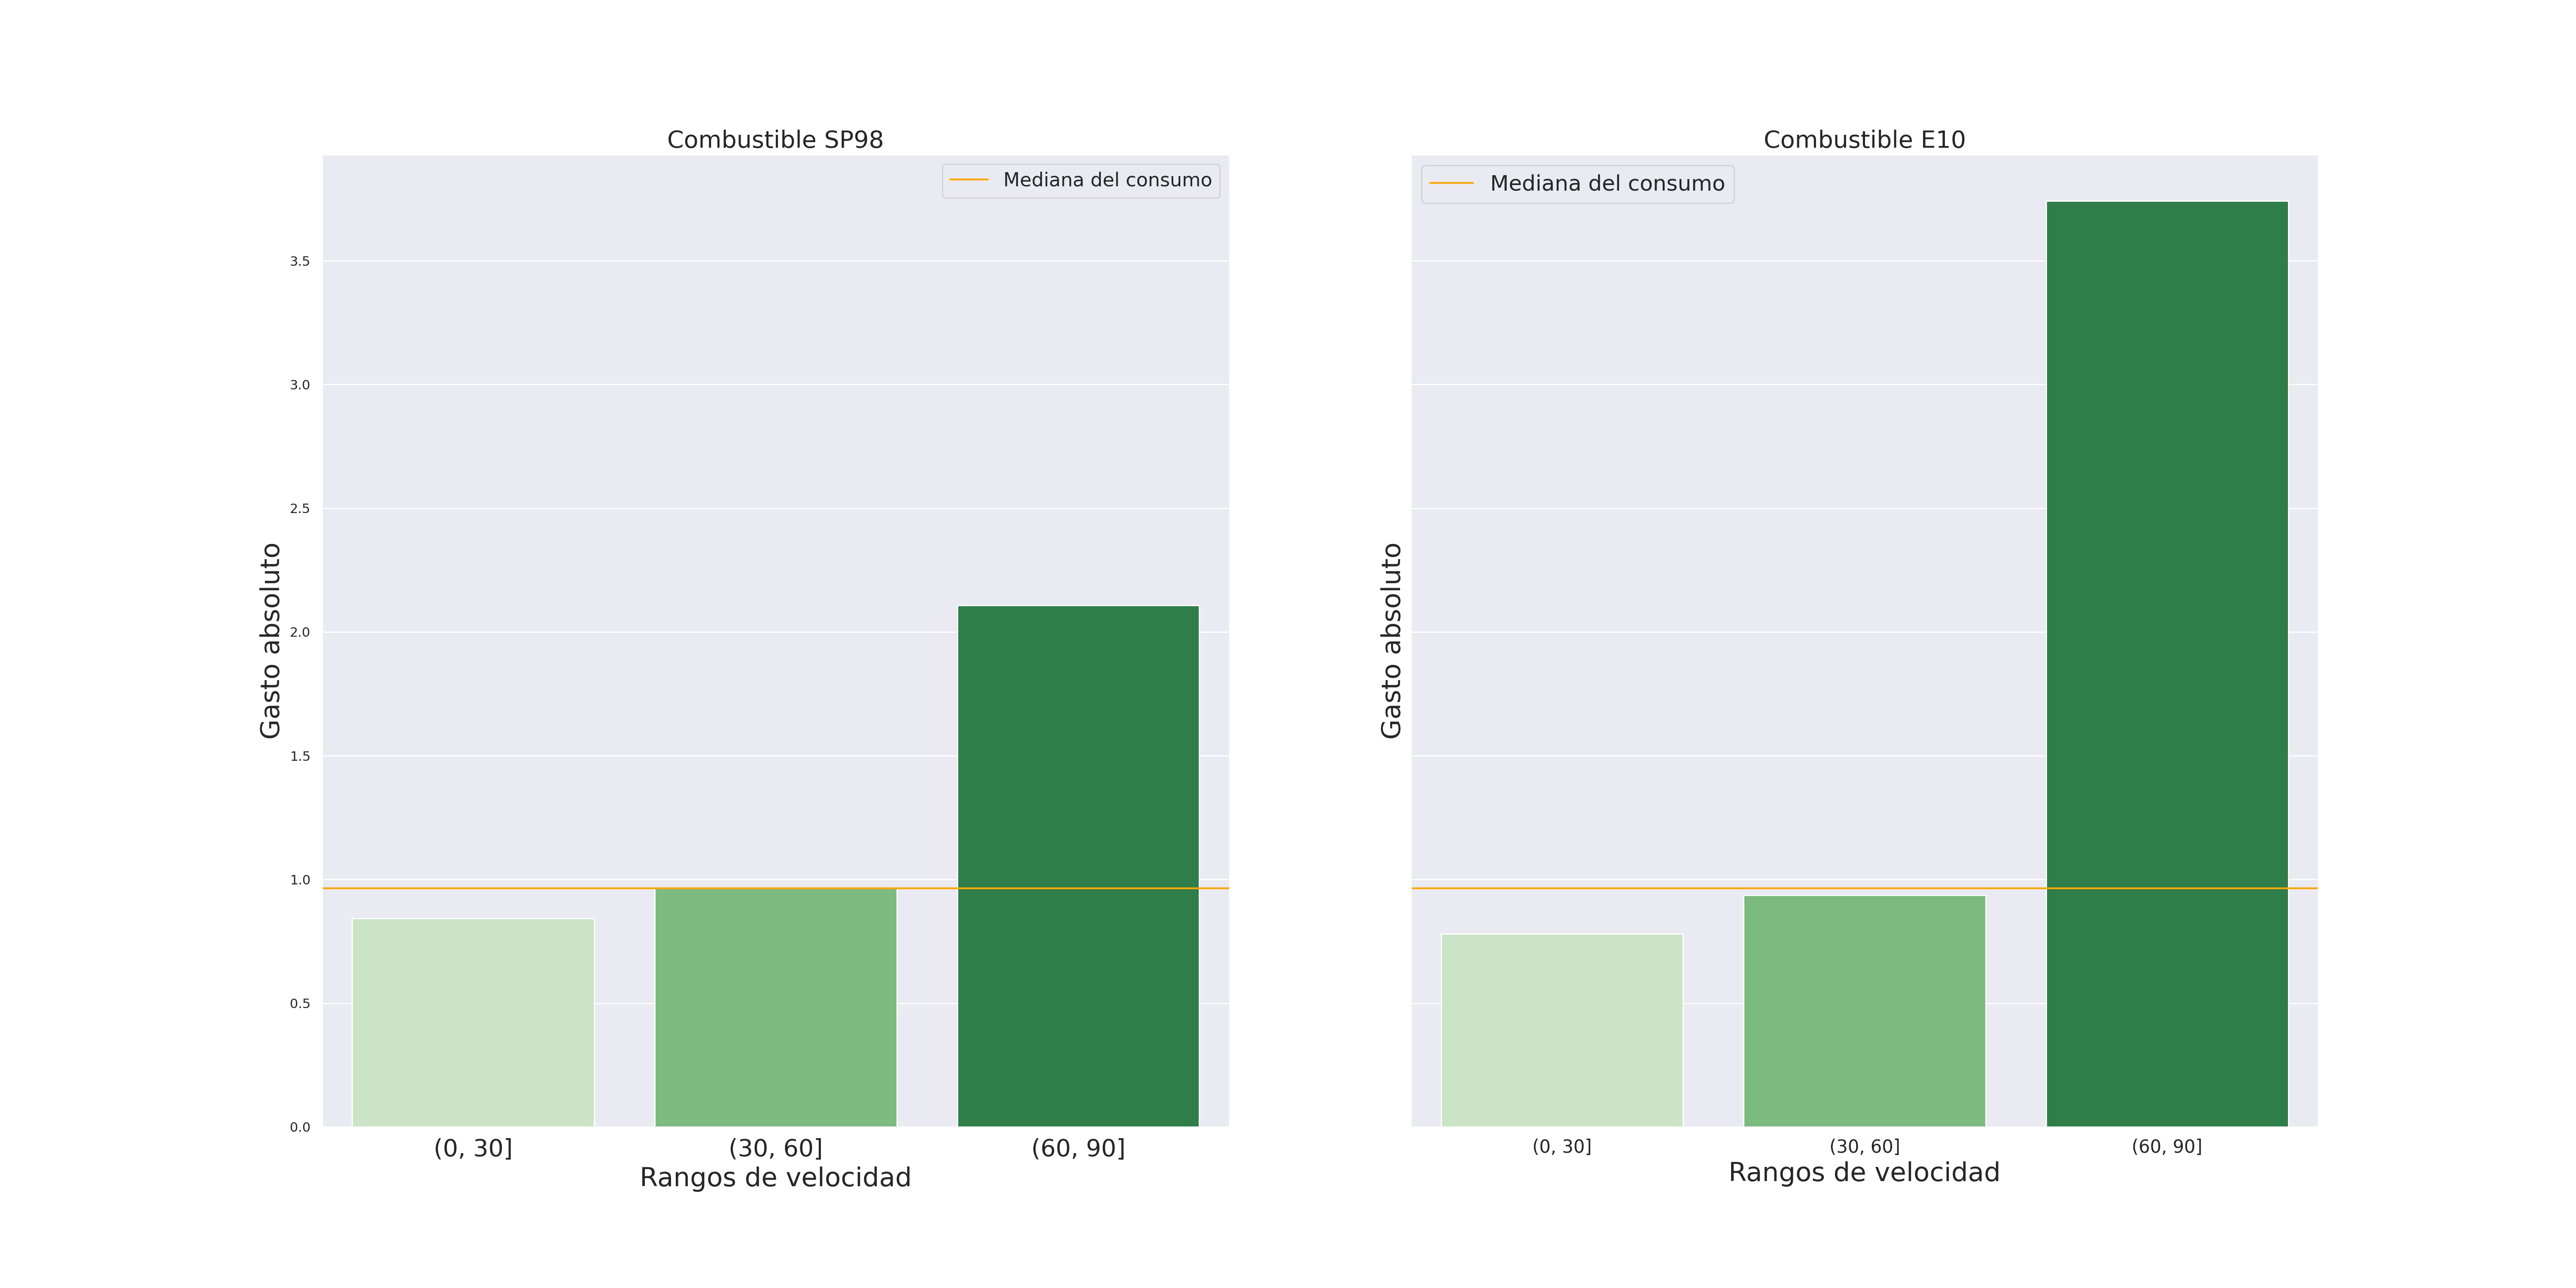 Combustible SP98
Mediana del consumo
Gasto absoluto
3.5
3.0
2.5
2.0
1.5
1.0
0.5
0.0
(0, 30]
(30, 60]
(60, 90]
Rangos de velocidad
Combustible E10
Mediana del consumo
Gasto absoluto
(0, 30]
(30, 60]
(60, 90]
Rangos de velocidad